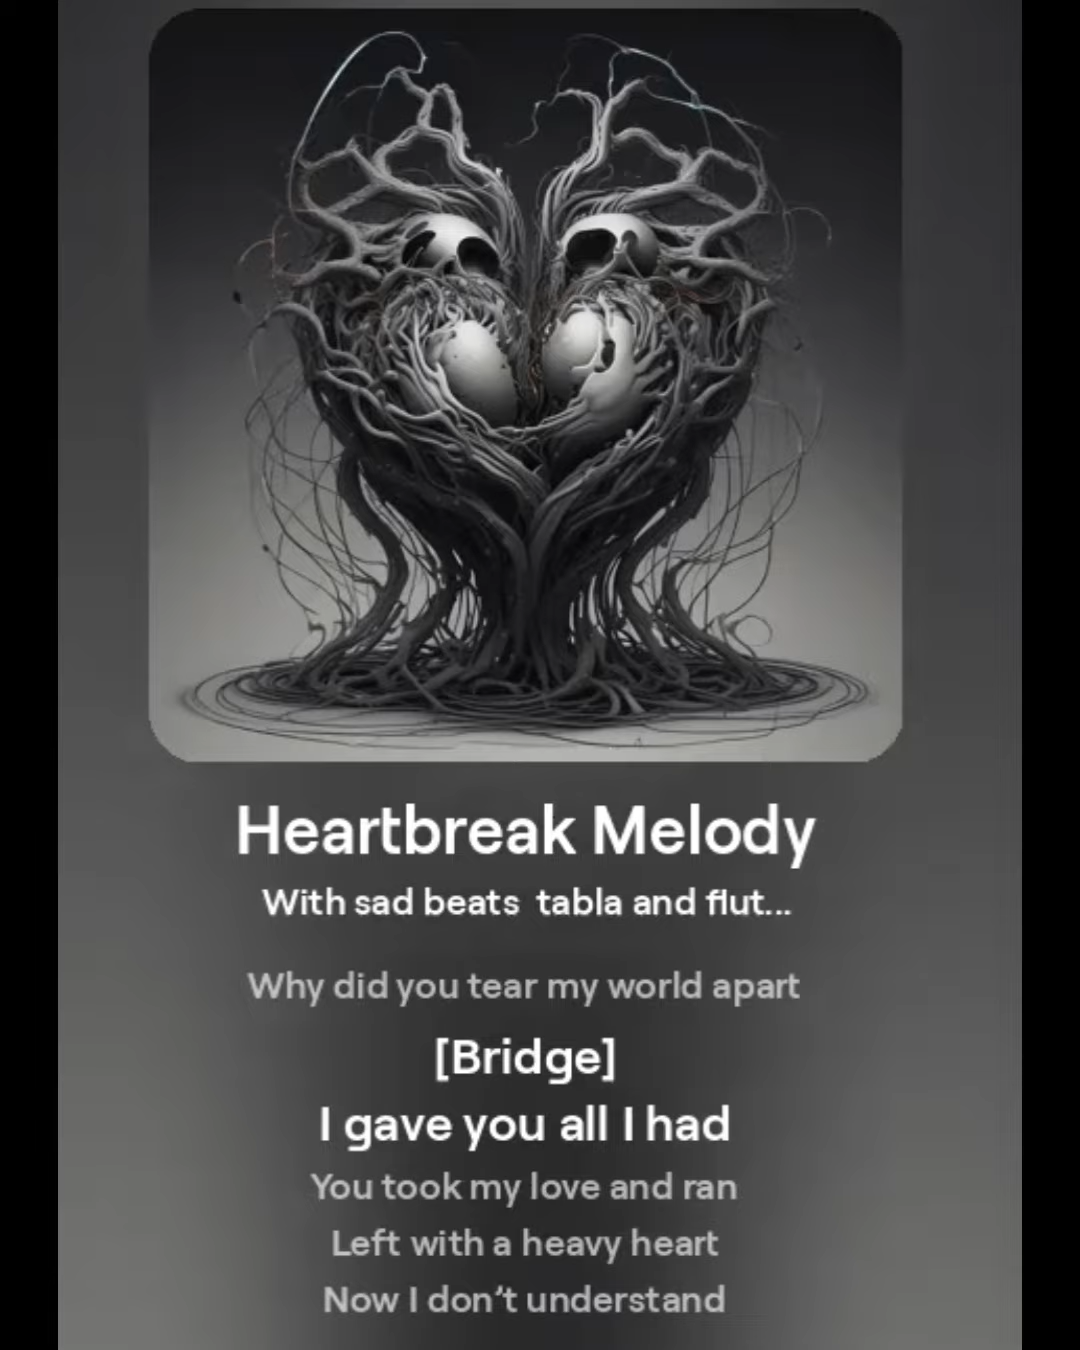 Heartbreak Melody
With sad beats  tabla and flut...
Why did you tear my world apart
[Bridge]
I gave you all I had
You took my love and ran
Left with a heavy heart
Now I don't understand